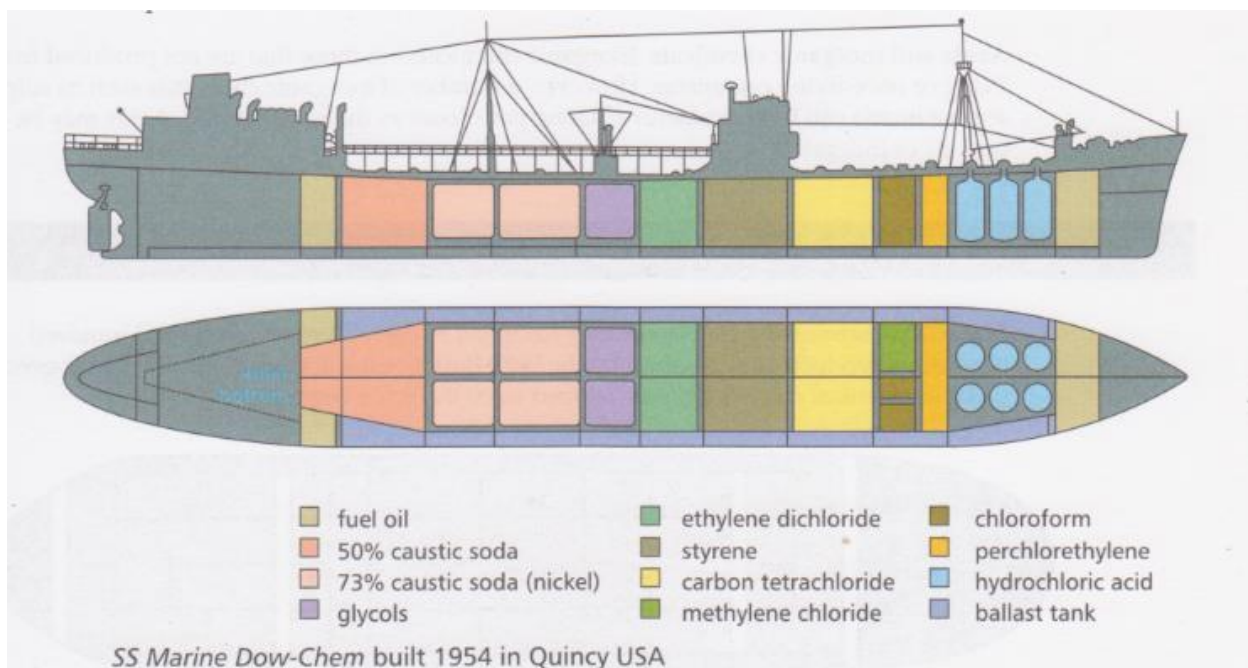 fuel oil
50% caustic soda
73% caustic soda (nickel)
glycols
ethylene dichloride
styrene
carbon tetrachloride
methylene chloride
chloroform
perchlorethylene
hydrochloric acid
ballast tank
SS Marine Dow-Chem built 1954 in Quincy USA